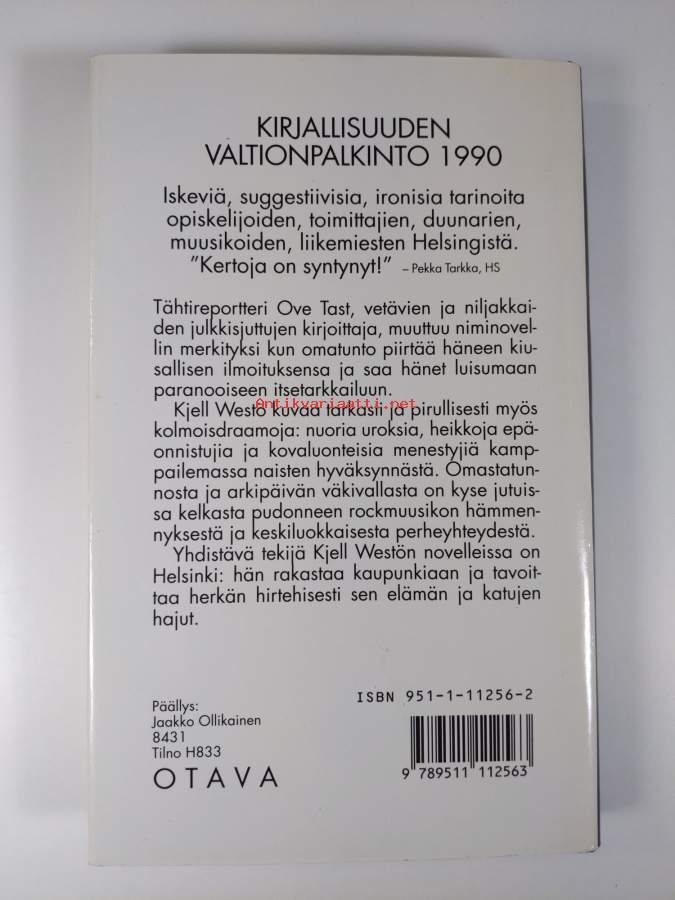 KIRJALLISUUDEN
VALTIONPALKINTO 1990
Iskeviä, suggestiivisia, ironisia tarinoita
opiskelijoiden, toimittajien, duunarien,
muusikoiden, liikemiesten Helsingistä.
”Kertoja on syntynyt!” – Pekka Tarkka, HS
Tähtireportteri Ove Tast, vetävien ja niljakkai-
den julkkisjuttujen kirjoittaja, muuttuu niminovel-
lin merkityksi kun omatunto piirtää häneen kiu-
sallisen ilmoituksensa ja saa hänet luisumaan
paranooiseen itsetarkkailuun.
Antikvariaatti.net
Kjell Westö kuvaa tarkasti ja pirullisesti myös
kolmoisdraamoja: nuoria uroksia, heikkoja epä-
onnistujia ja kovaluonteisia menestyjiä kamp-
pailemassa naisten hyväksynnästä. Omastatun-
nosta ja arkipäivän väkivallasta on kyse jutuis-
sa kelkasta pudonneen rockmuusikon hämmen-
nyksestä ja keskiluokkaisesta perheyhteydestä.
Yhdistävä tekijä Kjell Westön novelleissa on
Helsinki: hän rakastaa kaupunkiaan ja tavoit-
taa herkän hirtehisesti sen elämän ja katujen
hajut.
Päällys:
Jaakko Ollikainen
8431
Tilno H833
OTAVA
ISBN 951-1-11256-2
9 789511 112563